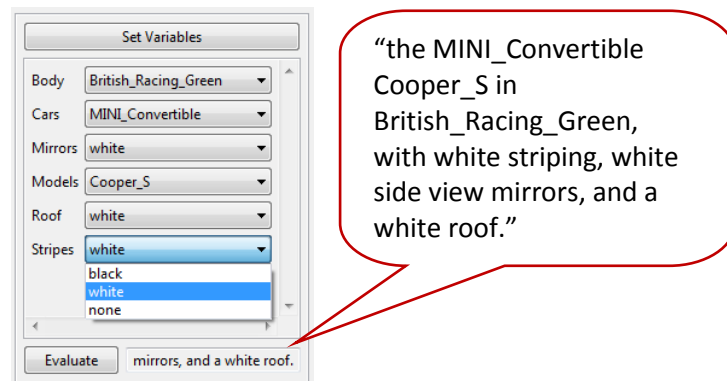 Set Variables
Body British_Racing_Green
Cars MINI_Convertible
Mirrors white
Models Cooper_S
Roof white
Stripes white
black
white
none
Evaluate mirrors, and a white roof.
“the MINI_Convertible
Cooper_S in
British_Racing_Green,
with white striping, white
side view mirrors, and a
white roof.”